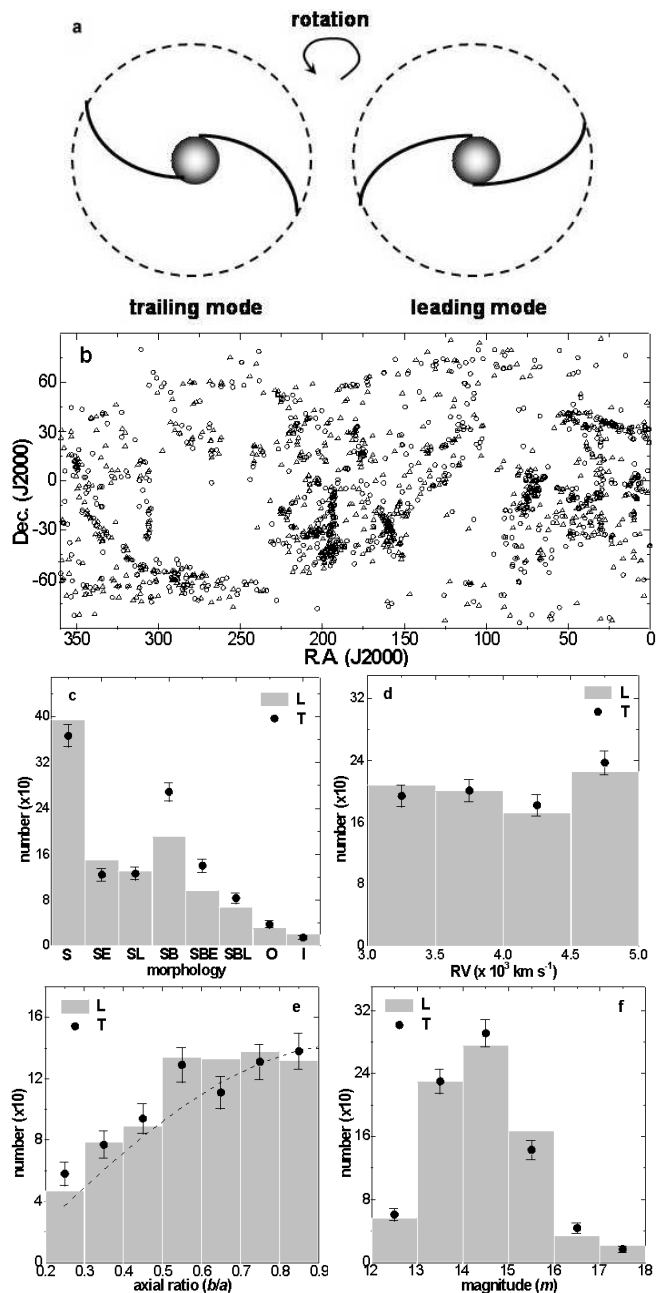 a
rotation
trailing mode
leading mode
b
60
30
0
-30
-60
350
300
250
200
150
100
50
0
Dec. (J2000)
R.A. (J2000)
c
L
T
40
32
24
16
8
0
number (x10)
S SE SL SB SBE SBL O I
morphology
d
L
T
24
18
12
6
0
number (x10)
3.0 3.5 4.0 4.5 5.0
RV (x 10³ km s⁻¹)
e
L
T
16
12
8
4
0
number (x10)
0.2 0.3 0.4 0.5 0.6 0.7 0.8 0.9
axial ratio (b/a)
f
L
T
32
24
16
8
0
number (x10)
12 13 14 15 16 17 18
magnitude (m)